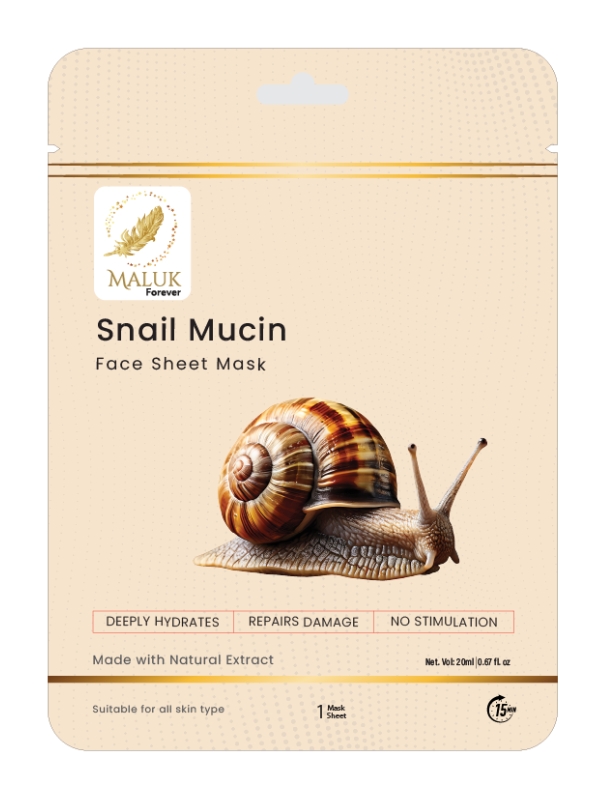 MALUK
Forever
Snail Mucin
Face Sheet Mask
DEEPLY HYDRATES REPAIRS DAMAGE NO STIMULATION
Made with Natural Extract
Net. Vol: 20ml | 0.67 fl. oz
Suitable for all skin type
1 Mask
Sheet
15 MIN